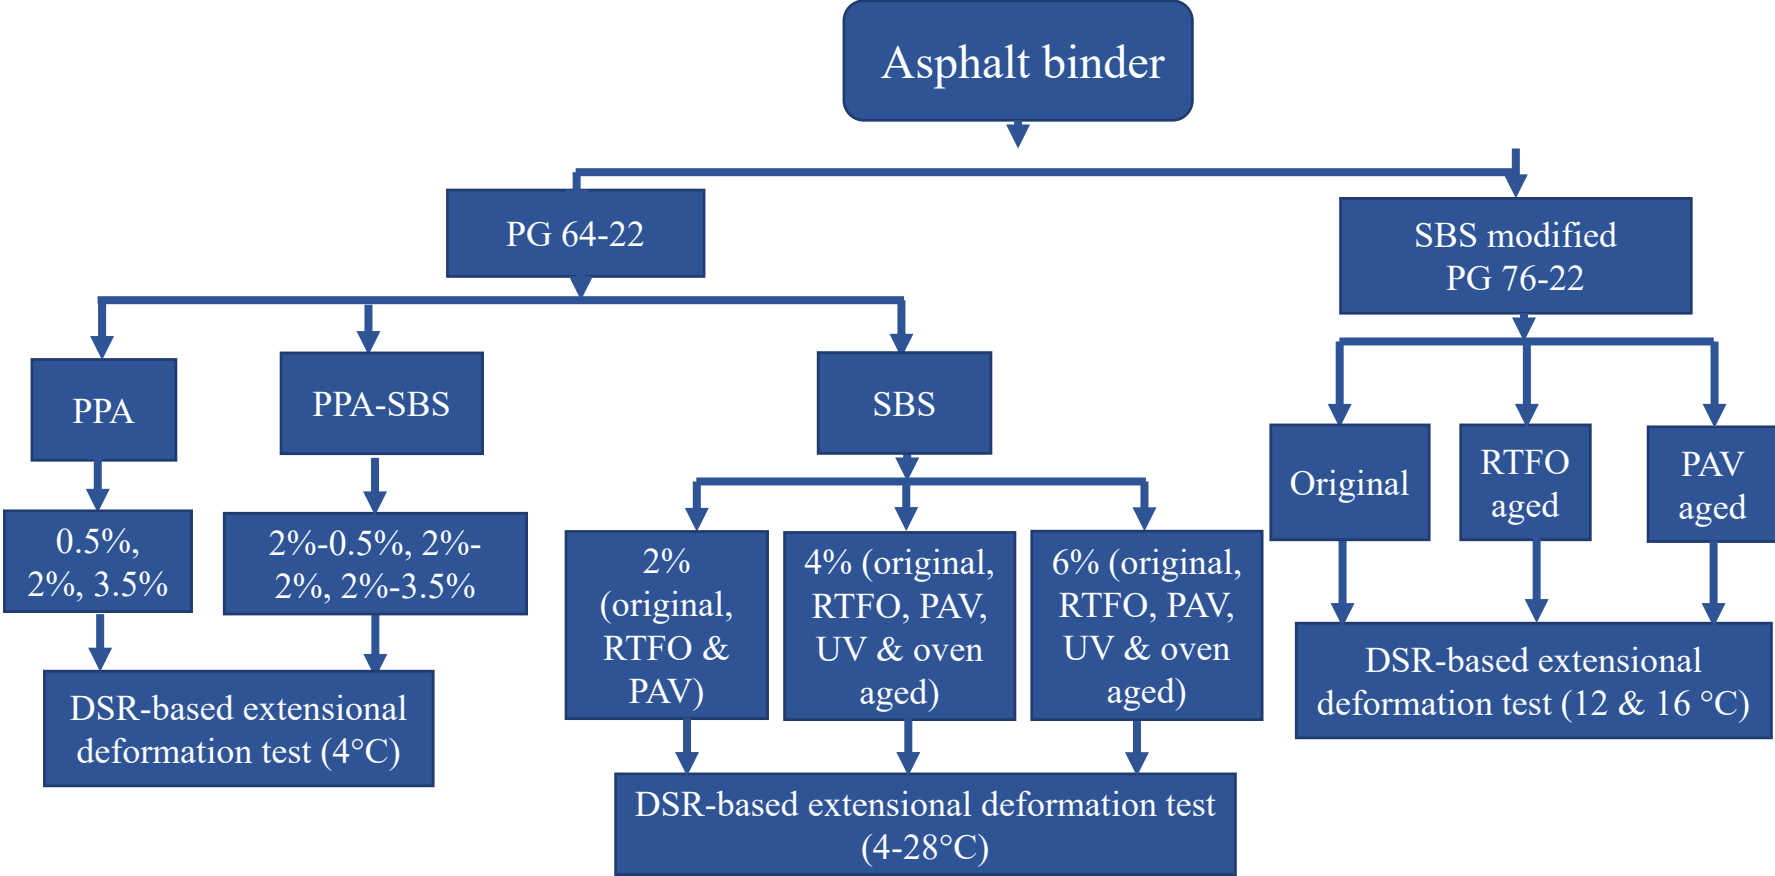 Asphalt binder
PG 64-22
SBS modified
PG 76-22
PPA
PPA-SBS
SBS
Original
RTFO
aged
PAV
aged
0.5%,
2%, 3.5%
2%-0.5%, 2%-
2%, 2%-3.5%
2%
(original,
RTFO &
PAV)
4% (original,
RTFO, PAV,
UV & oven
aged)
6% (original,
RTFO, PAV,
UV & oven
aged)
DSR-based extensional
deformation test (4°C)
DSR-based extensional deformation test
(4-28°C)
DSR-based extensional
deformation test (12 & 16 °C)